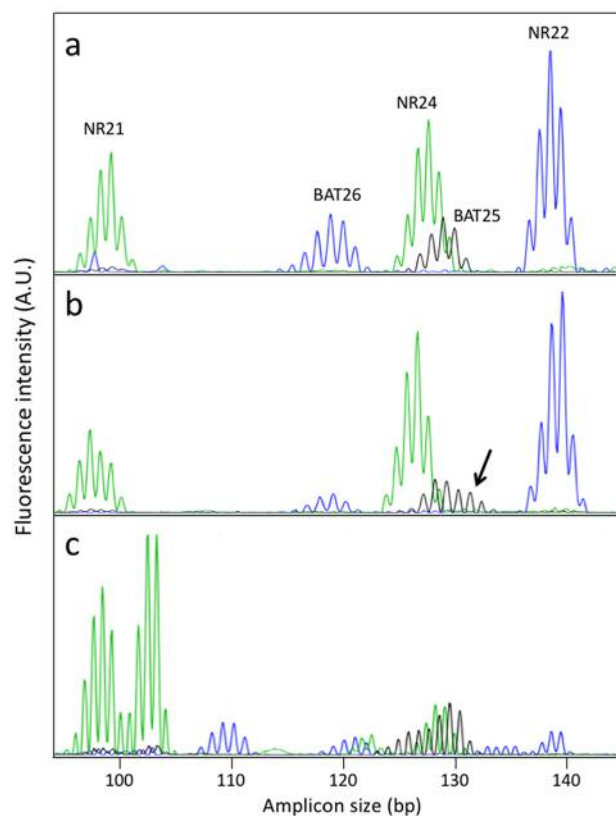 a
NR21
BAT26
NR24
BAT25
NR22
b
c
Fluorescence intensity (A.U.)
100 110 120 130 140
Amplicon size (bp)